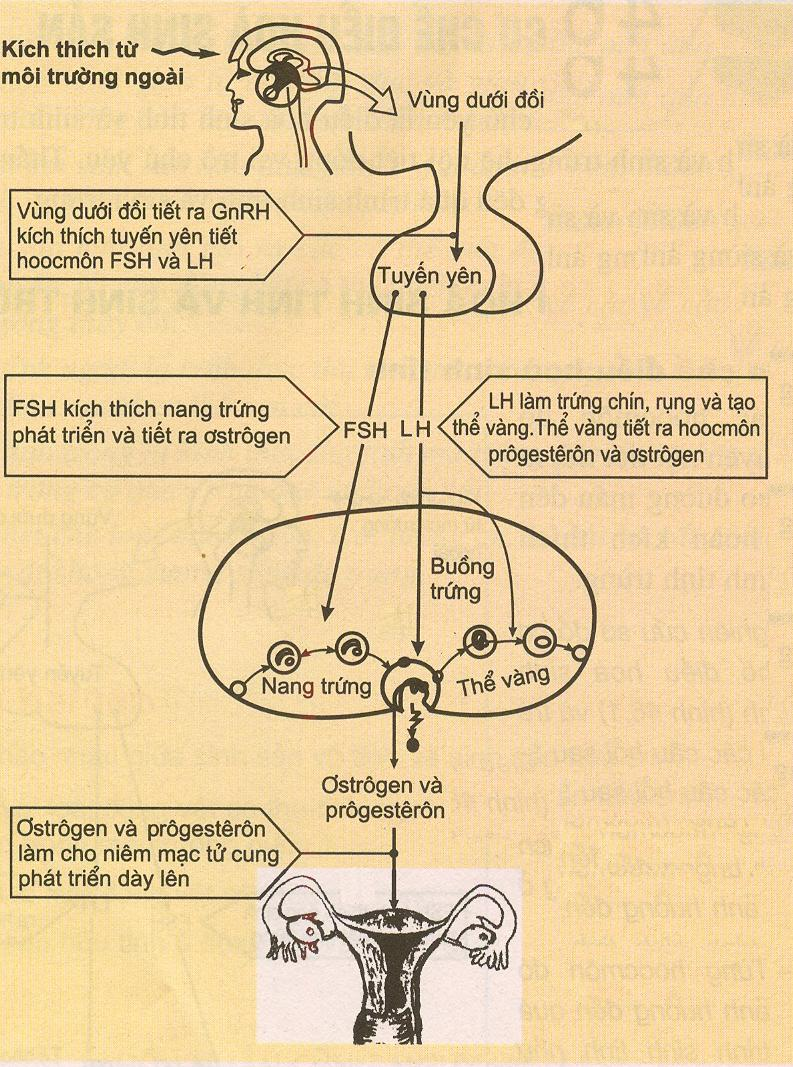 Kích thích từ
môi trường ngoài
Vùng dưới đồi
Vùng dưới đồi tiết ra GnRH
kích thích tuyến yên tiết
hoocmôn FSH và LH
Tuyến yên
FSH kích thích nang trứng
phát triển và tiết ra ơstrôgen
FSH LH
LH làm trứng chín, rụng và tạo
thể vàng.Thể vàng tiết ra hoocmôn
prôgestêrôn và ơstrôgen
Buồng
trứng
Nang trứng
Thể vàng
Ơstrôgen và
prôgestêrôn
Ơstrôgen và prôgestêrôn
làm cho niêm mạc tử cung
phát triển dày lên